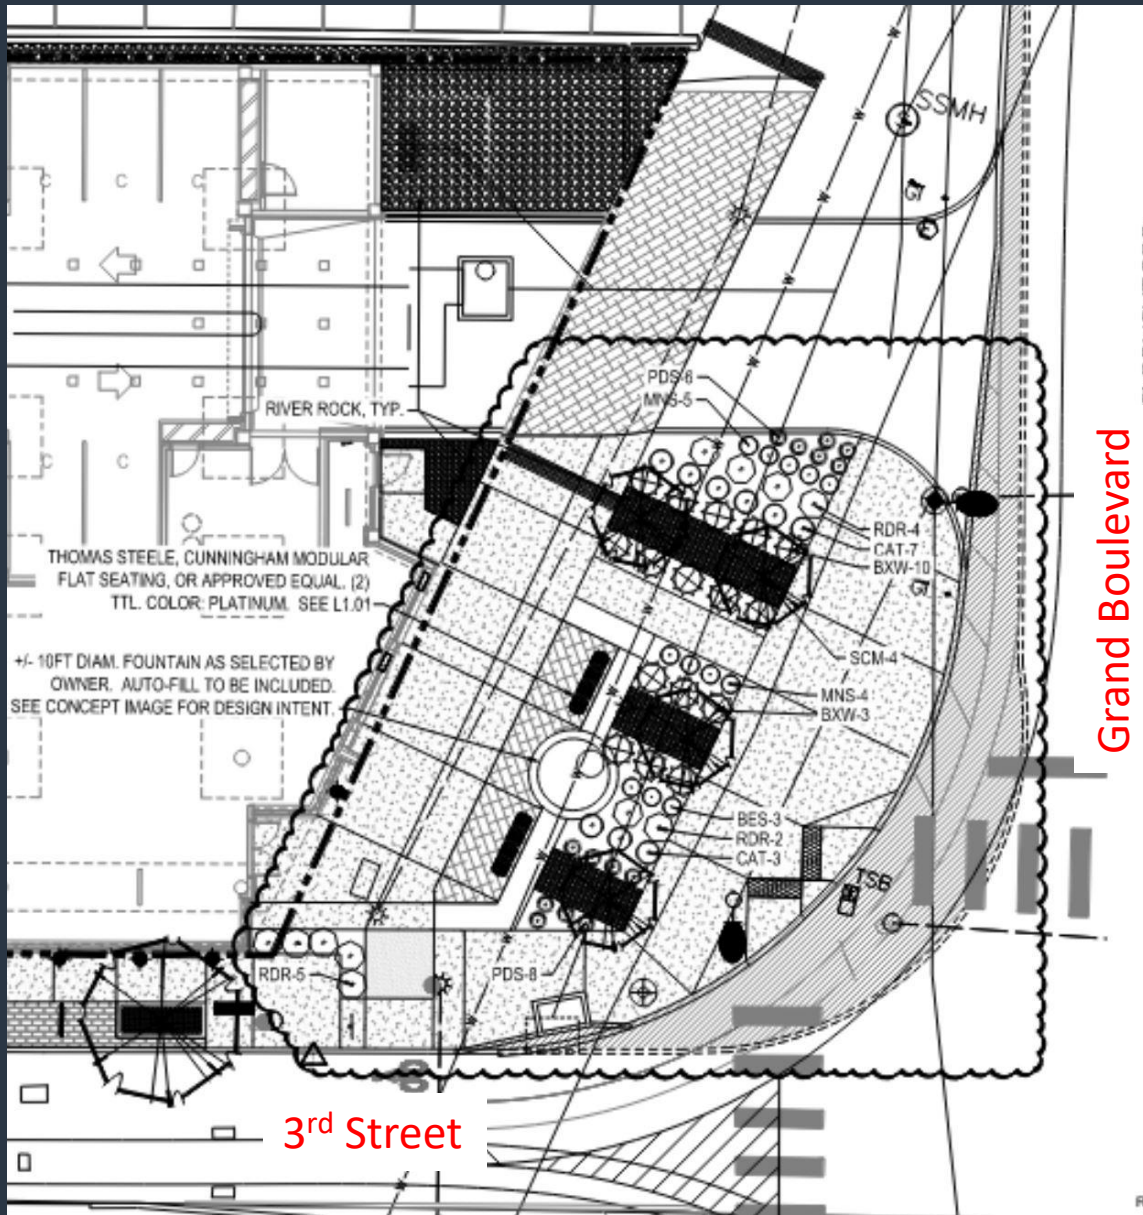 SSMH
C
C
C
C
GV
PDS-6
MNS-5
RIVER ROCK, TYP.
C
C
RDR-4
CAT-7
BXW-10
THOMAS STEELE, CUNNINGHAM MODULAR
FLAT SEATING, OR APPROVED EQUAL. (2)
TTL. COLOR: PLATINUM. SEE L1.01
GV
Grand Boulevard
SCM-4
+/- 10FT DIAM. FOUNTAIN AS SELECTED BY
OWNER. AUTO-FILL TO BE INCLUDED.
SEE CONCEPT IMAGE FOR DESIGN INTENT.
MNS-4
BXW-3
BES-3
RDR-2
CAT-3
TSB
RDR-5
PDS-8
3rd Street